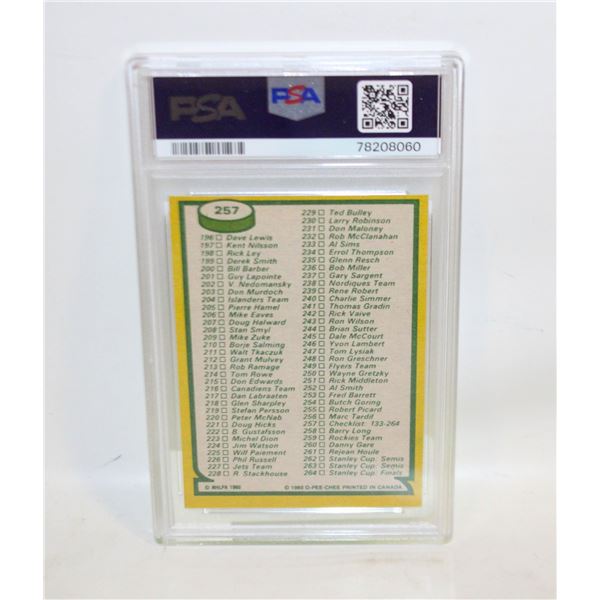 PSA
PSA
78208060
257
196 Dave Lewis
197 Kent Nilsson
198 Rick Ley
199 Derek Smith
200 Bill Barber
201 Guy Lapointe
202 V. Nedomansky
203 Don Murdoch
204 Islanders Team
205 Pierre Hamel
206 Mike Eaves
207 Doug Halward
208 Stan Smyl
209 Mike Zuke
210 Borje Salming
211 Walt Tkaczuk
212 Grant Mulvey
213 Rob Ramage
214 Tom Rowe
215 Don Edwards
216 Canadiens Team
217 Dan Labraaten
218 Glen Sharpley
219 Stefan Persson
220 Peter McNab
221 Doug Hicks
222 B. Gustafsson
223 Michel Dion
224 Jim Watson
225 Will Paiement
226 Phil Russell
227 Jets Team
228 R. Stackhouse
229 Ted Bulley
230 Larry Robinson
231 Don Maloney
232 Rob McClanahan
233 Al Sims
234 Errol Thompson
235 Glenn Resch
236 Bob Miller
237 Gary Sargent
238 Nordiques Team
239 Rene Robert
240 Charlie Simmer
241 Thomas Gradin
242 Rick Vaive
243 Ron Wilson
244 Brian Sutter
245 Dale McCourt
246 Yvon Lambert
247 Tom Lysiak
248 Ron Greschner
249 Flyers Team
250 Wayne Gretzky
251 Rick Middleton
252 Al Smith
253 Fred Barrett
254 Butch Goring
255 Robert Picard
256 Marc Tardif
257 Checklist: 133-264
258 Barry Long
259 Rockies Team
260 Danny Gare
261 Rejean Houle
262 Stanley Cup: Semis
263 Stanley Cup: Semis
264 Stanley Cup: Finals
© NHLPA 1980
© 1980 O-PEE-CHEE PRINTED IN CANADA